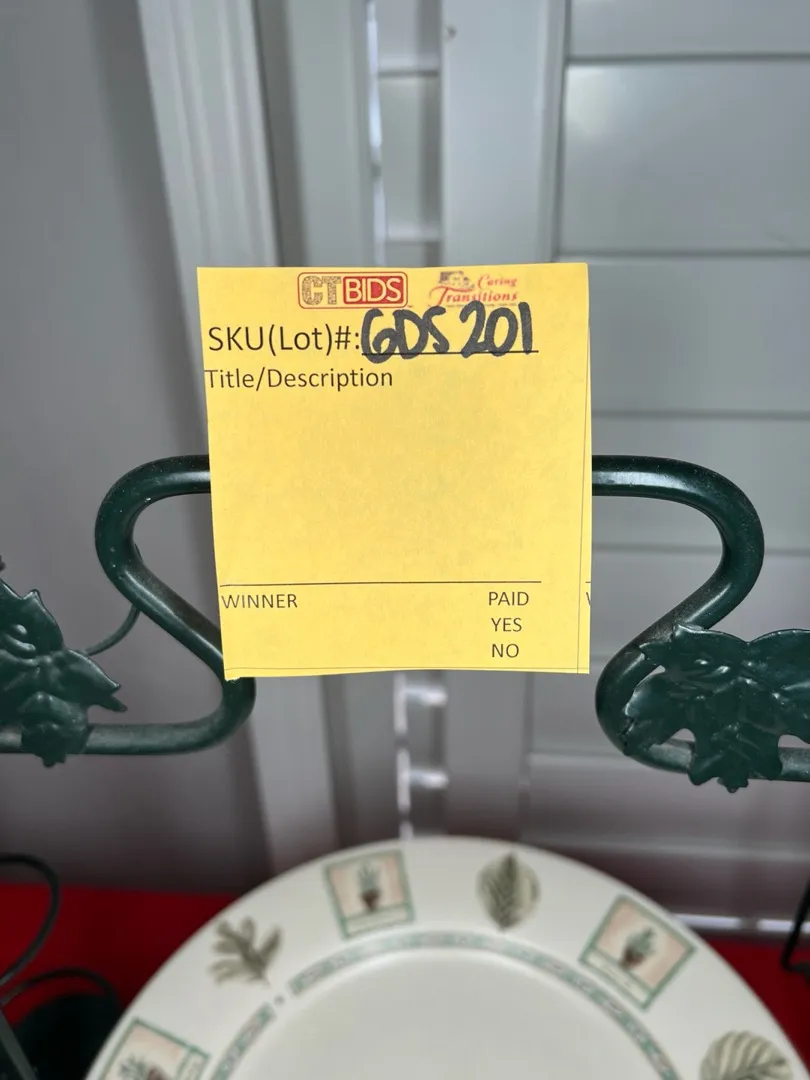 CTBIDS
Caring
Transitions
SKU(Lot)#: GDS 201
Title/Description
WINNER
PAID
YES
NO